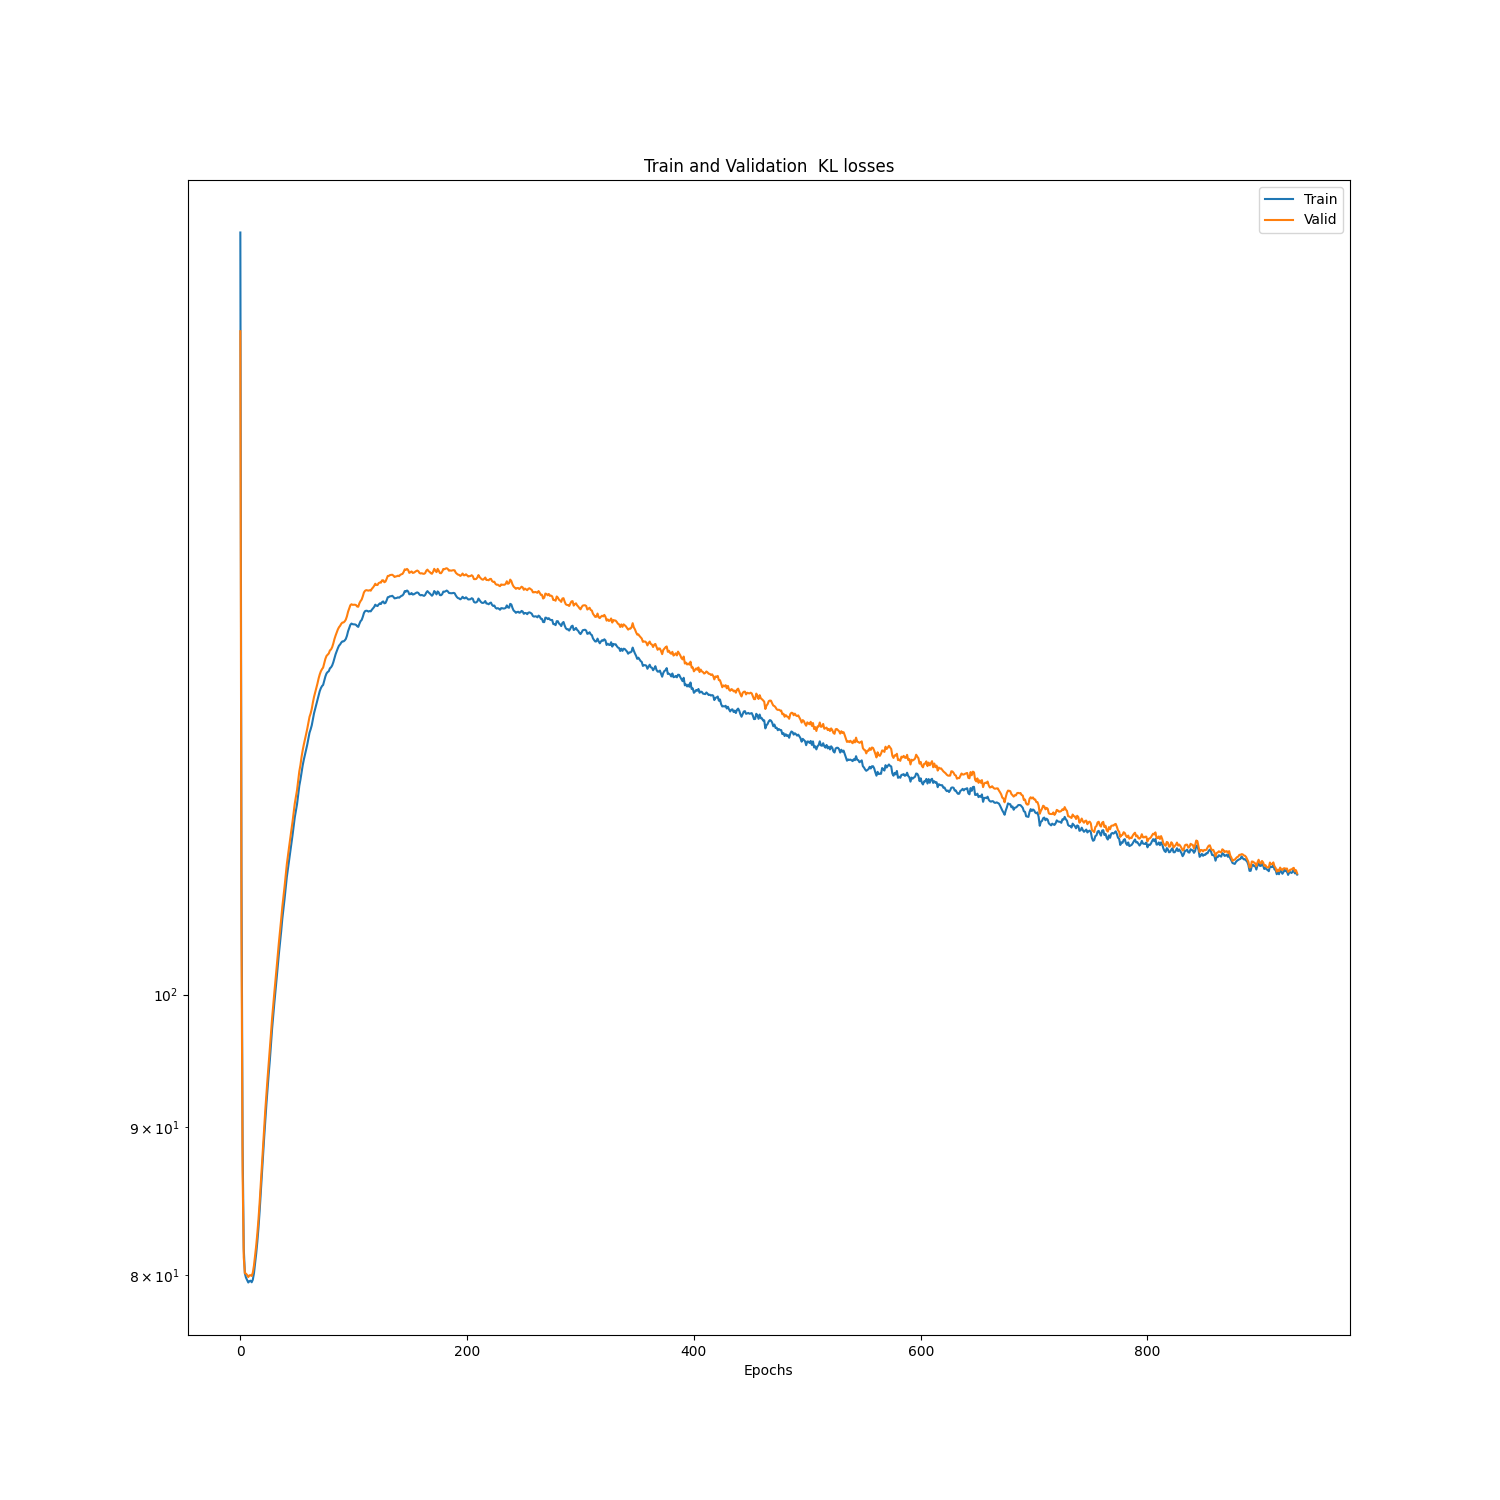 Train and Validation  KL losses
Train
Valid
10²
9 × 10¹
8 × 10¹
0 200 400 600 800
Epochs